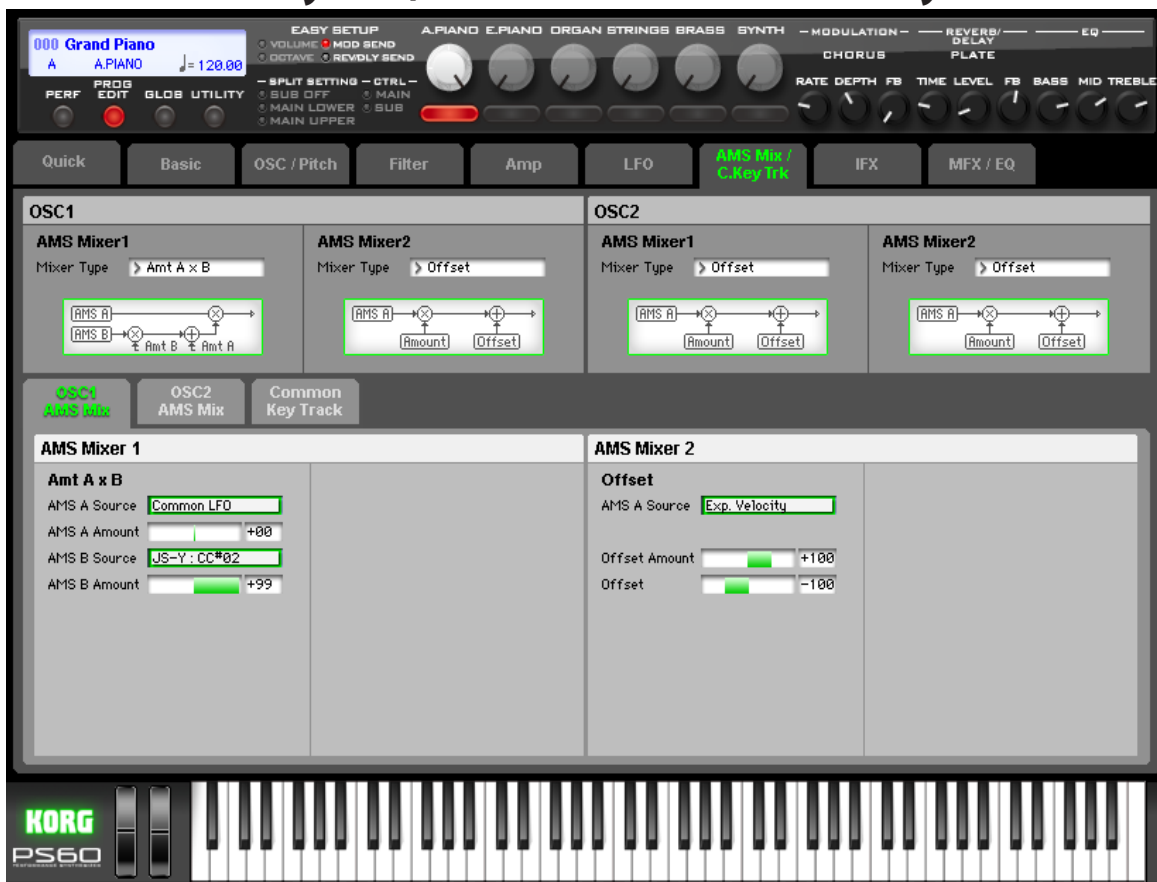 EASY SETUP
A.PIANO E.PIANO ORGAN STRINGS BRASS SYNTH
-MODULATION-
REVERB/DELAY
EQ
000 Grand Piano
A A.PIANO ♩= 120.00
VOLUME MOD SEND
OCTAVE REV/DLY SEND
CHORUS
PLATE
PERF PROG EDIT GLOB UTILITY
-SPLIT SETTING-CTRL-
SUB OFF MAIN
MAIN LOWER SUB
MAIN UPPER
RATE DEPTH FB TIME LEVEL FB BASS MID TREBLE
Quick Basic OSC / Pitch Filter Amp LFO AMS Mix / C.Key Trk IFX MFX / EQ
OSC1
OSC2
AMS Mixer1
AMS Mixer2
AMS Mixer1
AMS Mixer2
Mixer Type > Amt A × B
Mixer Type > Offset
Mixer Type > Offset
Mixer Type > Offset
AMS A
AMS B
Amt B Amt A
AMS A
Amount Offset
AMS A
Amount Offset
AMS A
Amount Offset
OSC1 AMS Mix
OSC2 AMS Mix
Common Key Track
AMS Mixer 1
AMS Mixer 2
Amt A x B
AMS A Source Common LFO
AMS A Amount +00
AMS B Source JS-Y : CC#02
AMS B Amount +99
Offset
AMS A Source Exp. Velocity
Offset Amount +100
Offset -100
KORG
PS60